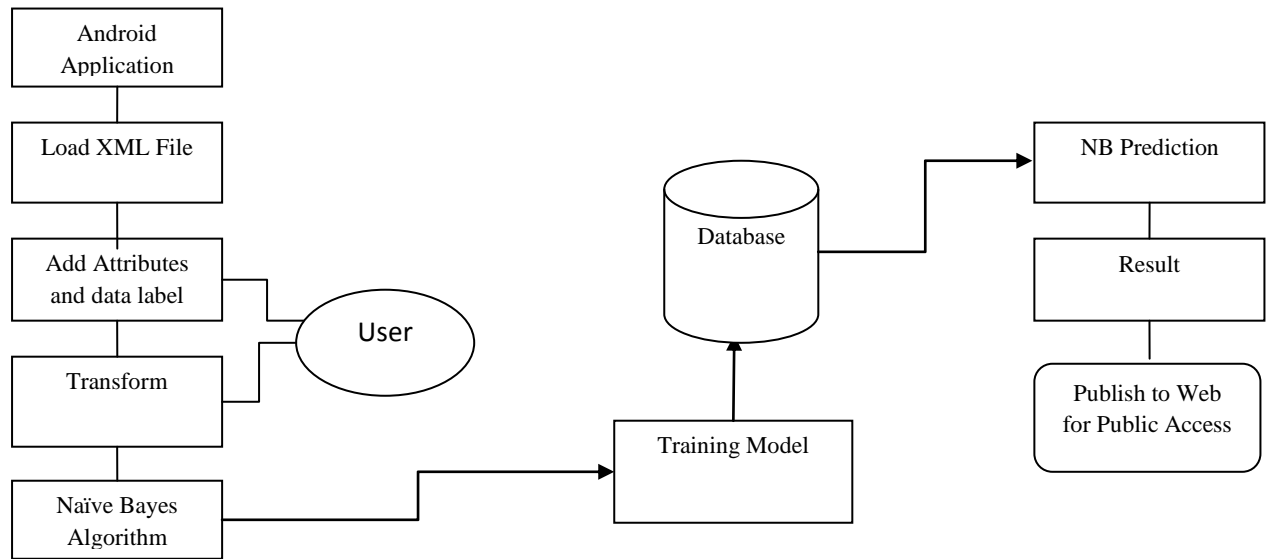 Android
Application
Load XML File
Add Attributes
and data label
Transform
Naïve Bayes
Algorithm
User
Training Model
Database
NB Prediction
Result
Publish to Web
for Public Access